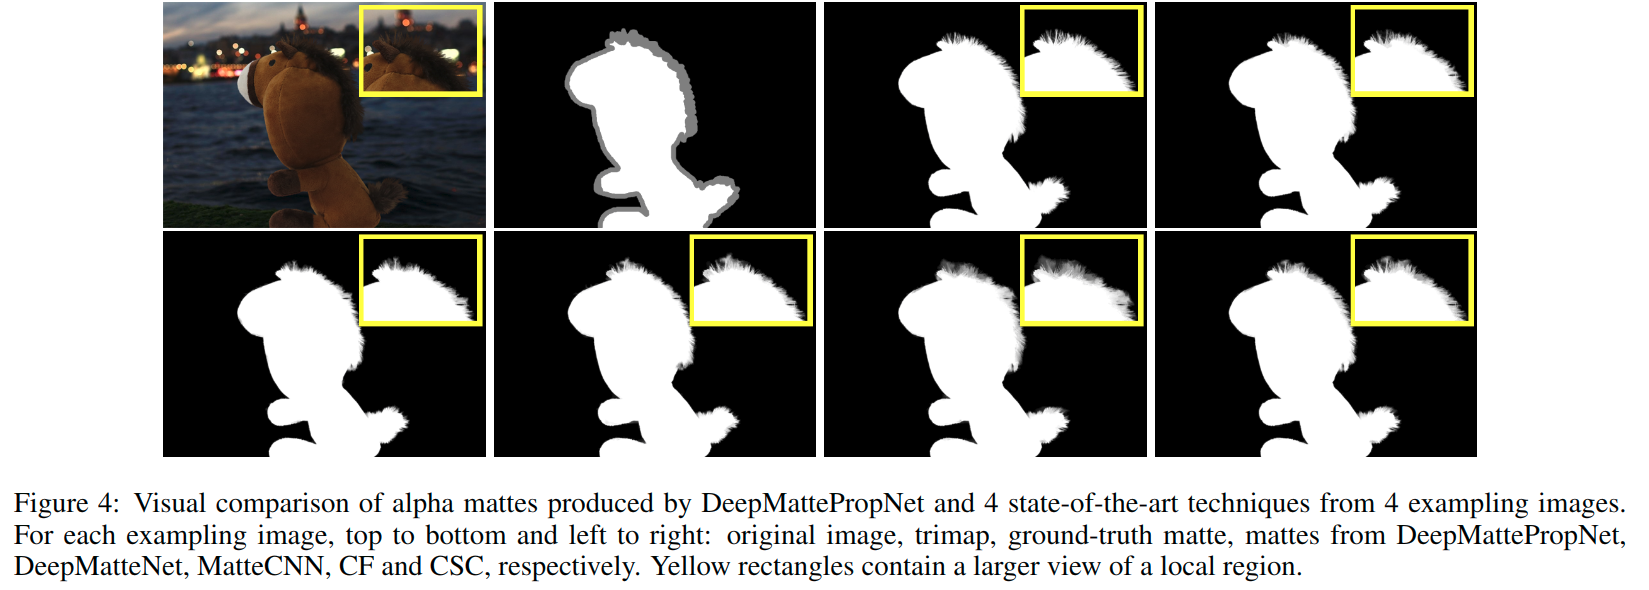 Figure 4: Visual comparison of alpha mattes produced by DeepMattePropNet and 4 state-of-the-art techniques from 4 exampling images.
For each exampling image, top to bottom and left to right: original image, trimap, ground-truth matte, mattes from DeepMattePropNet,
DeepMatteNet, MatteCNN, CF and CSC, respectively. Yellow rectangles contain a larger view of a local region.